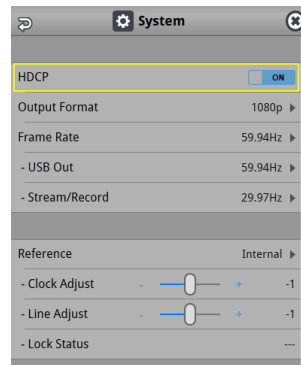 System
HDCP ON
Output Format 1080p
Frame Rate 59.94Hz
- USB Out 59.94Hz
- Stream/Record 29.97Hz
Reference Internal
- Clock Adjust - + -1
- Line Adjust - + -1
- Lock Status ---